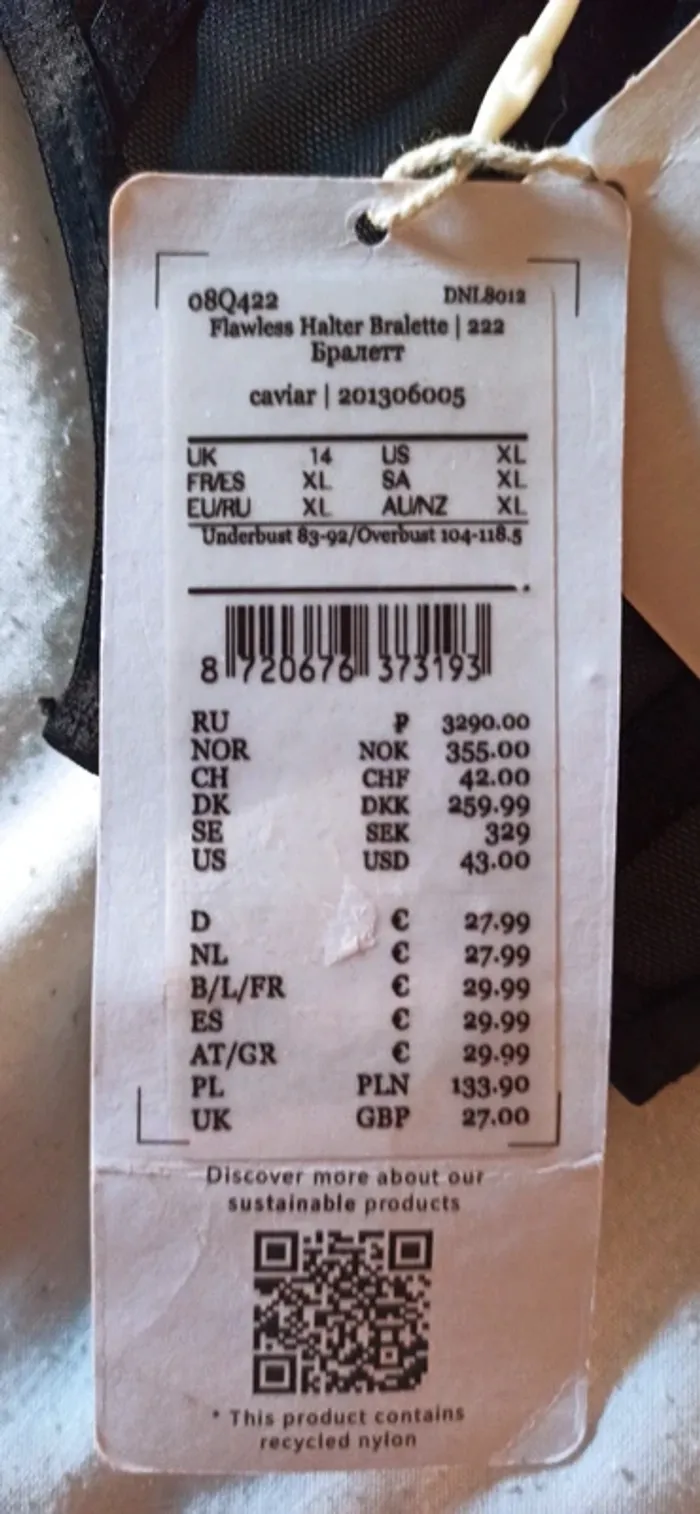 08Q422 DNL8012
Flawless Halter Bralette | 222
Бралетт
caviar | 201306005
UK 14 US XL
FR/ES XL SA XL
EU/RU XL AU/NZ XL
Underbust 83-92/Overbust 104-118.5
8 720676 373193
RU ₽ 3290.00
NOR NOK 355.00
CH CHF 42.00
DK DKK 259.99
SE SEK 329
US USD 43.00
D € 27.99
NL € 27.99
B/L/FR € 29.99
ES € 29.99
AT/GR € 29.99
PL PLN 133.90
UK GBP 27.00
Discover more about our
sustainable products
* This product contains
recycled nylon